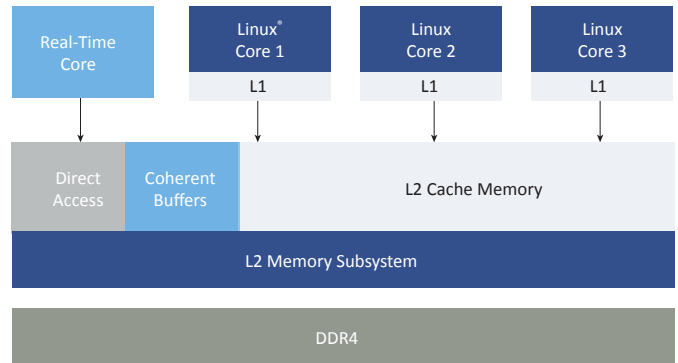 Real-Time
Core
Linux®
Core 1
Linux
Core 2
Linux
Core 3
L1
L1
L1
Direct
Access
Coherent
Buffers
L2 Cache Memory
L2 Memory Subsystem
DDR4